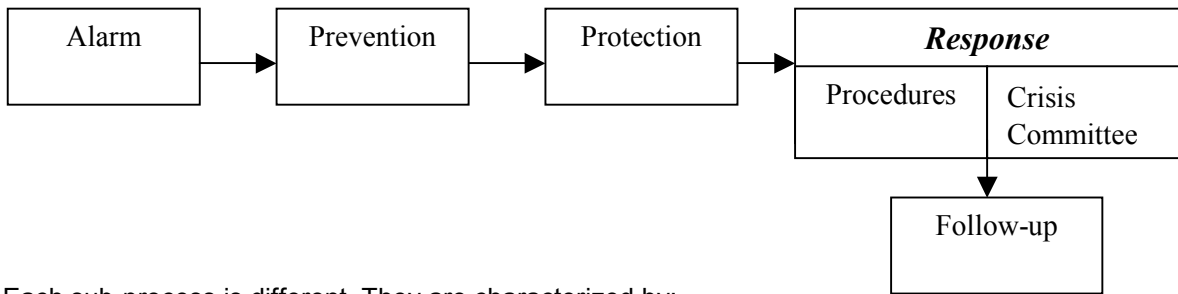 Alarm
Prevention
Protection
Response
Procedures
Crisis
Committee
Follow-up
Each sub-process is different. They are characterized by: